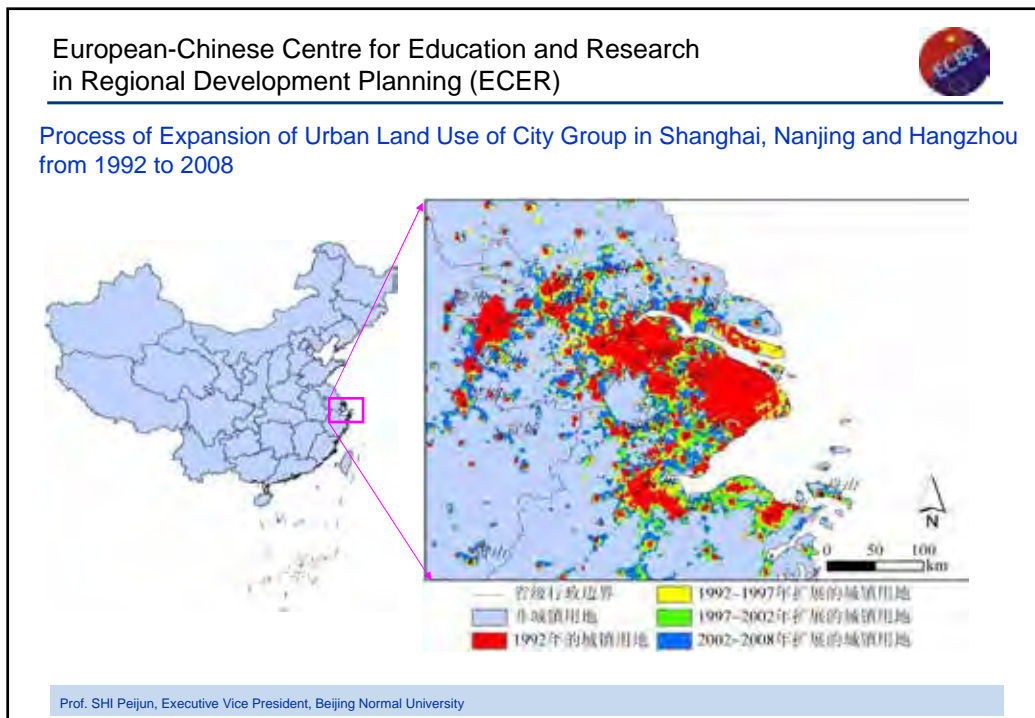 European-Chinese Centre for Education and Research
in Regional Development Planning (ECER)
ECER
Process of Expansion of Urban Land Use of City Group in Shanghai, Nanjing and Hangzhou
from 1992 to 2008
N
0 50 100
km
省级行政边界
非城镇用地
1992年的城镇用地
1992-1997年扩展的城镇用地
1997-2002年扩展的城镇用地
2002-2008年扩展的城镇用地
Prof. SHI Peijun, Executive Vice President, Beijing Normal University